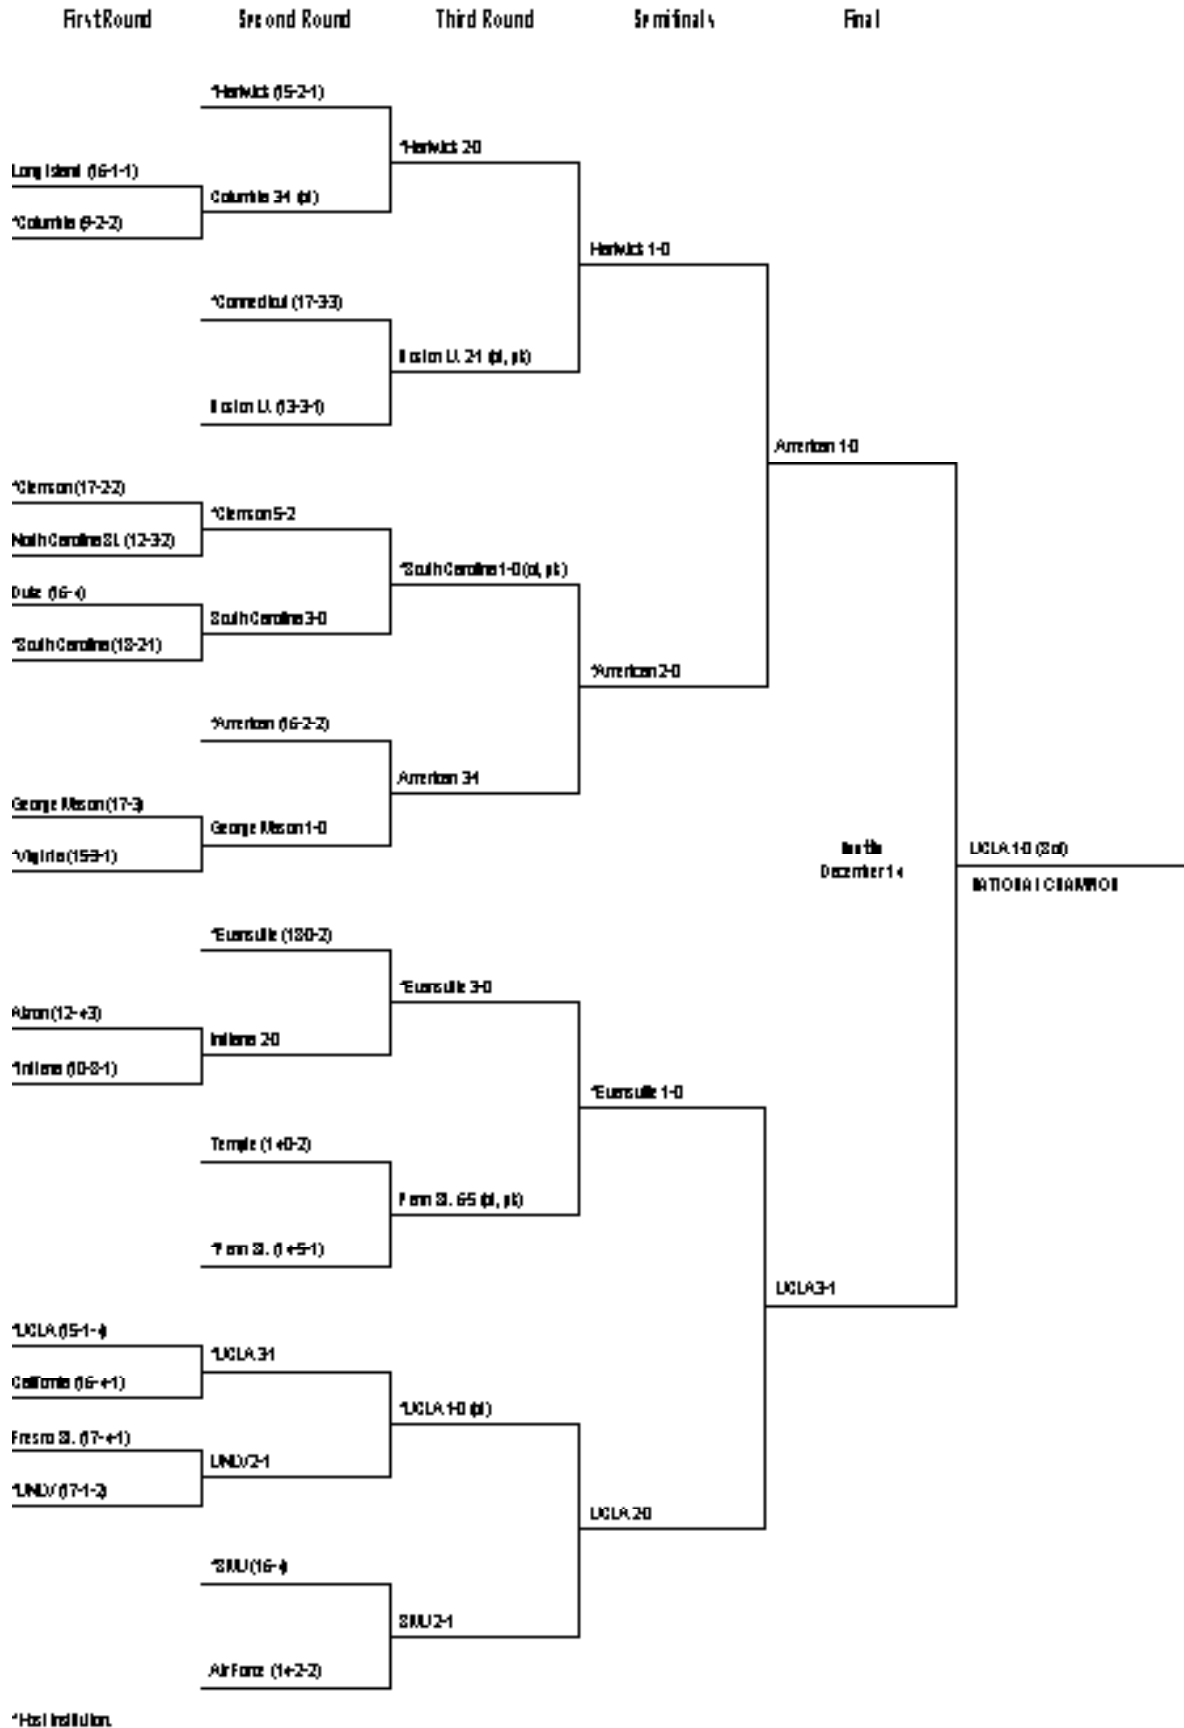 First Round
Second Round
Third Round
Semifinals
Final
*Hartwick (15-2-1)
*Hartwick 2-0
Long Island (16-1-1)
Columbia 3-1 (ot)
*Columbia (9-2-2)
Hartwick 1-0
*Connecticut (17-3-3)
Boston U. 2-1 (ot, pk)
Boston U. (13-3-1)
American 1-0
*Clemson (17-2-2)
*Clemson 5-2
North Carolina St. (12-3-2)
*South Carolina 1-0 (ot, pk)
Duke (16-4)
South Carolina 3-0
*South Carolina (18-2-1)
*American 2-0
*American (16-2-2)
American 3-1
George Mason (17-3)
George Mason 1-0
*Virginia (15-3-1)
Seattle
December 14
UCLA 1-0 (8ot)
NATIONAL CHAMPION
*Evansville (18-0-2)
*Evansville 3-0
Akron (12-4-3)
Indiana 2-0
*Indiana (10-8-1)
*Evansville 1-0
Temple (14-0-2)
Penn St. 6-5 (ot, pk)
*Penn St. (14-5-1)
UCLA 3-1
*UCLA (15-1-4)
*UCLA 3-1
California (16-4-1)
*UCLA 1-0 (ot)
Fresno St. (17-4-1)
UNLV 2-1
*UNLV (17-1-2)
UCLA 2-0
*SMU (16-4)
SMU 2-1
Air Force (14-2-2)
*Host institution.